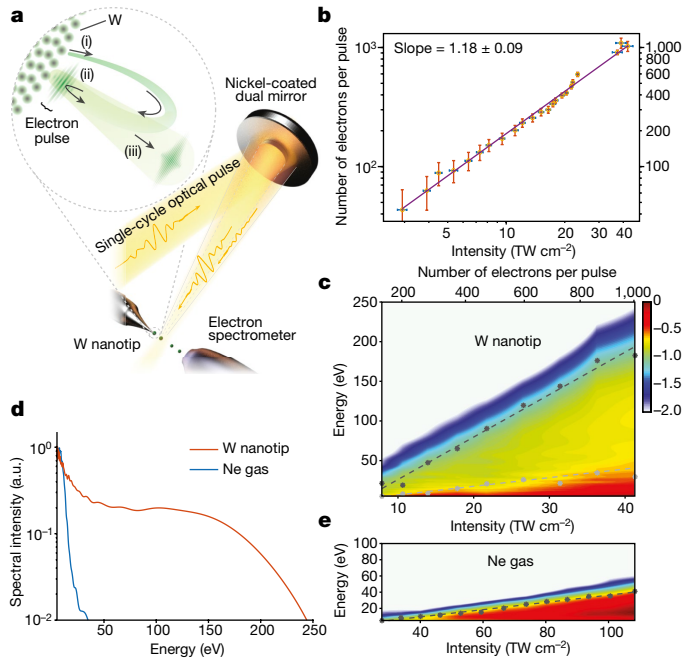 a
W
(i)
(ii)
Electron
pulse
(iii)
Nickel-coated
dual mirror
Single-cycle optical pulse
W nanotip
Electron
spectrometer
b
Slope = 1.18 ± 0.09
Number of electrons per pulse
10³
10²
1,000
800
600
400
200
100
5
10
20
30
40
Intensity (TW cm⁻²)
Number of electrons per pulse
c
200
400
600
800
1,000
W nanotip
Energy (eV)
250
200
150
100
50
10
20
30
40
Intensity (TW cm⁻²)
0
−0.5
−1.0
−1.5
−2.0
d
W nanotip
Ne gas
Spectral intensity (a.u.)
10⁰
10⁻¹
10⁻²
50
100
150
200
250
Energy (eV)
e
Ne gas
Energy (eV)
100
80
60
40
20
40
60
80
100
Intensity (TW cm⁻²)